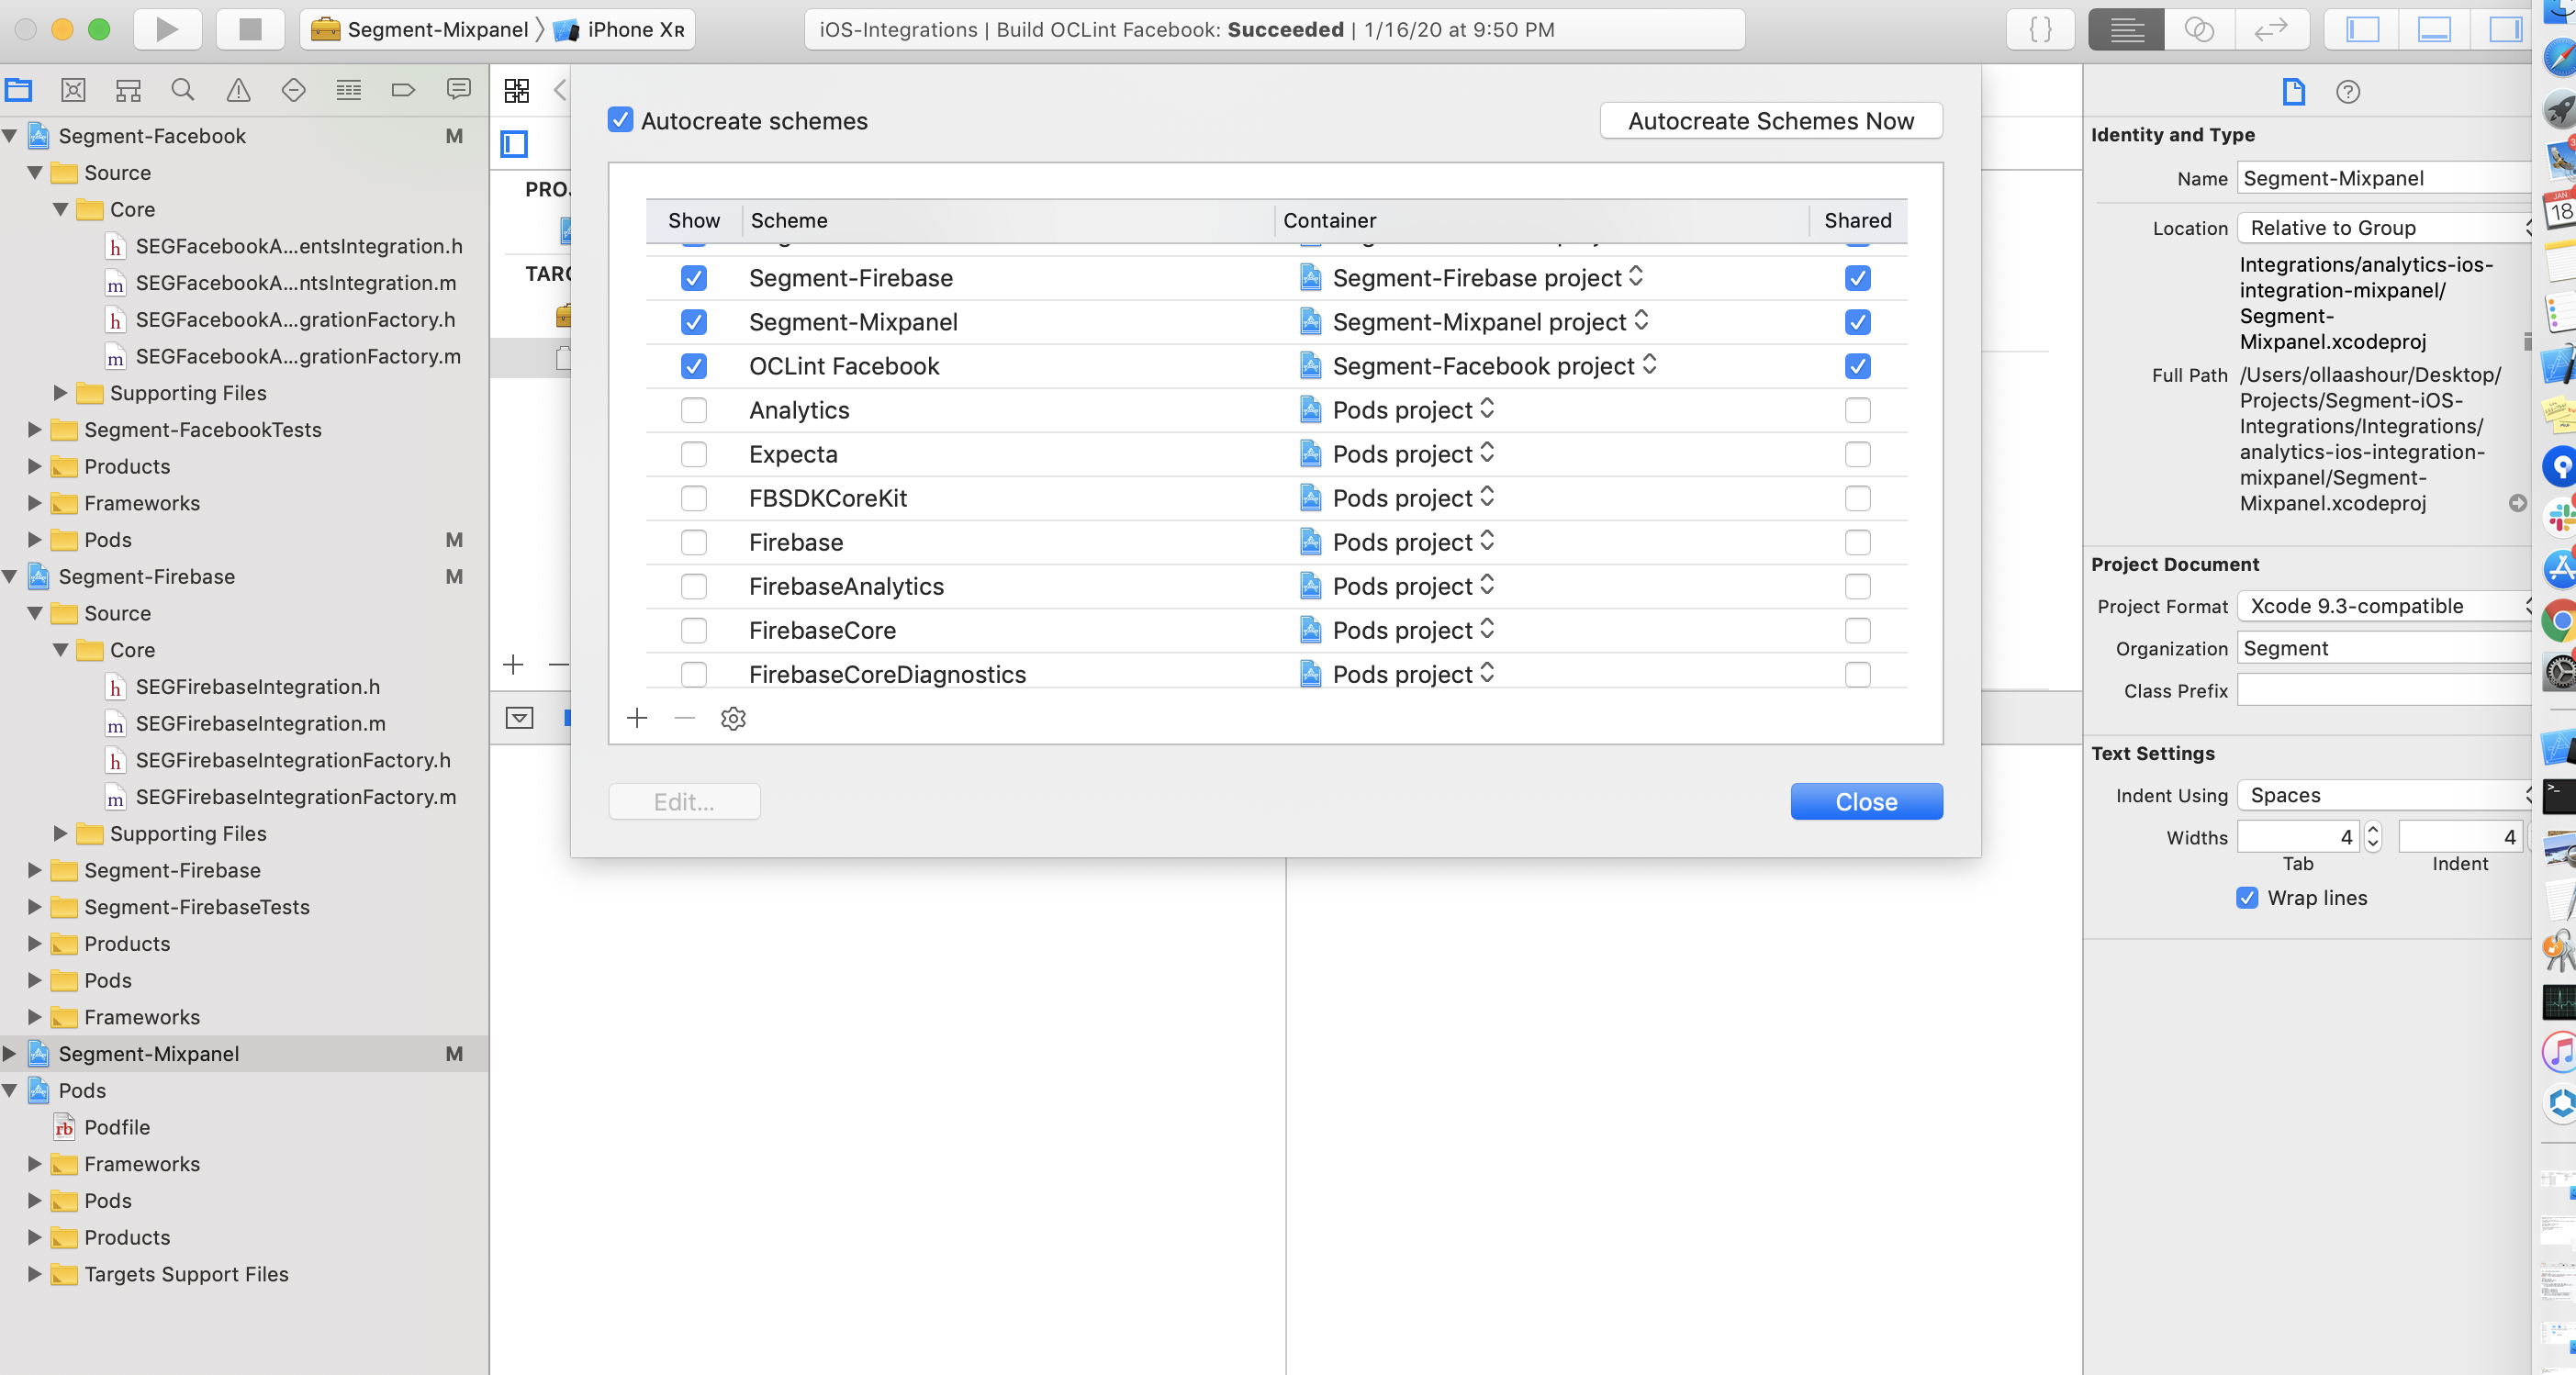 Segment-Mixpanel 〉 iPhone XR
iOS-Integrations | Build OCLint Facebook: Succeeded | 1/16/20 at 9:50 PM
{}
Segment-Facebook M
Source
Core
h SEGFacebookA...entsIntegration.h
m SEGFacebookA...ntsIntegration.m
h SEGFacebookA...grationFactory.h
m SEGFacebookA...grationFactory.m
Supporting Files
Segment-FacebookTests
Products
Frameworks
Pods M
Segment-Firebase M
Source
Core
h SEGFirebaseIntegration.h
m SEGFirebaseIntegration.m
h SEGFirebaseIntegrationFactory.h
m SEGFirebaseIntegrationFactory.m
Supporting Files
Segment-Firebase
Segment-FirebaseTests
Products
Pods
Frameworks
Segment-Mixpanel M
Pods
rb Podfile
Frameworks
Pods
Products
Targets Support Files
PROJ
TARG
Autocreate schemes
Autocreate Schemes Now
Show Scheme Container Shared
Segment-Firebase Segment-Firebase project
Segment-Mixpanel Segment-Mixpanel project
OCLint Facebook Segment-Facebook project
Analytics Pods project
Expecta Pods project
FBSDKCoreKit Pods project
Firebase Pods project
FirebaseAnalytics Pods project
FirebaseCore Pods project
FirebaseCoreDiagnostics Pods project
Edit...
Close
Identity and Type
Name Segment-Mixpanel
Location Relative to Group
Integrations/analytics-ios-
integration-mixpanel/
Segment-
Mixpanel.xcodeproj
Full Path /Users/ollaashour/Desktop/
Projects/Segment-iOS-
Integrations/Integrations/
analytics-ios-integration-
mixpanel/Segment-
Mixpanel.xcodeproj
Project Document
Project Format Xcode 9.3-compatible
Organization Segment
Class Prefix
Text Settings
Indent Using Spaces
Widths 4 4
Tab Indent
Wrap lines
JAN
18